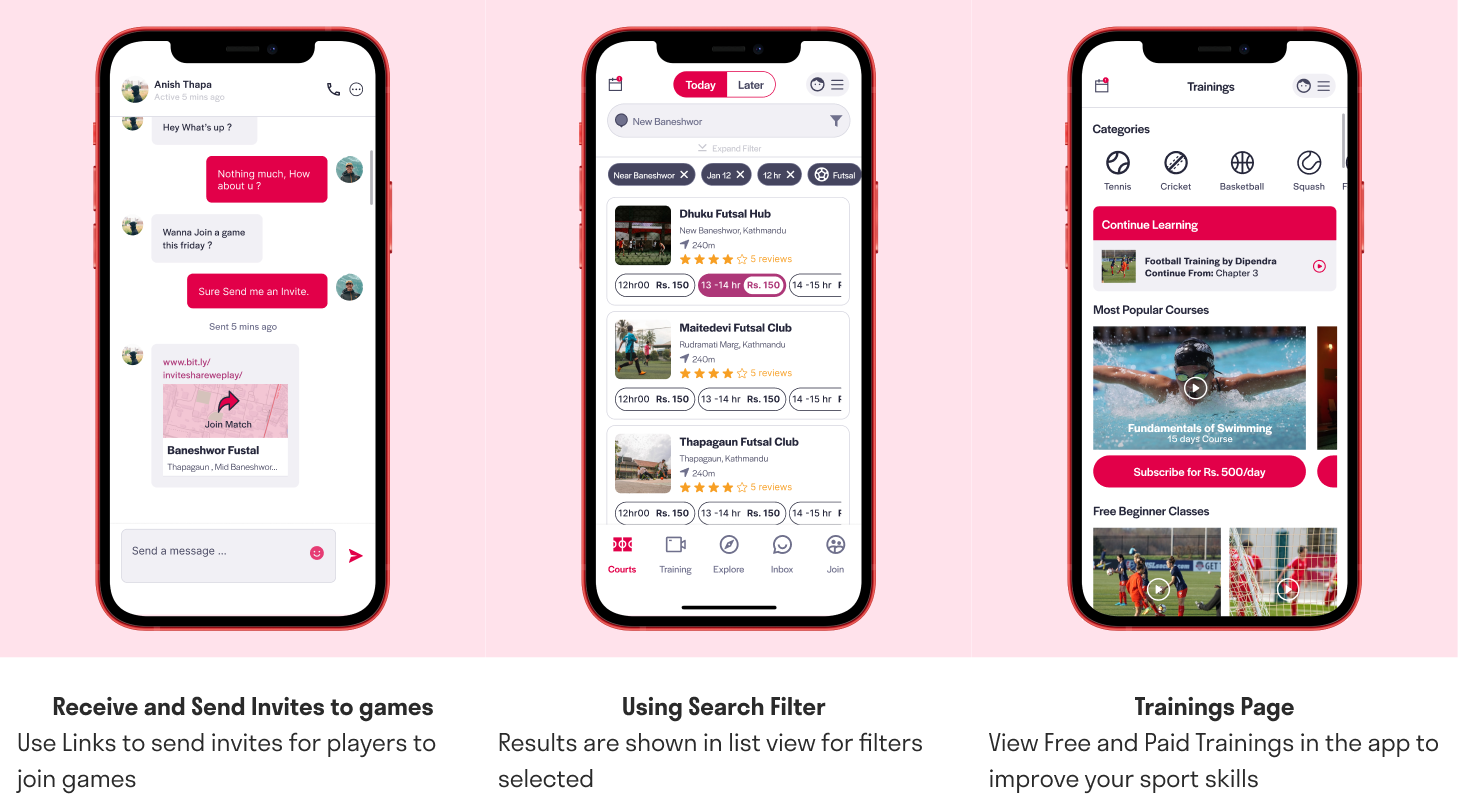 Anish Thapa
Active 5 mins ago
Hey What's up ?
Nothing much, How
about u ?
Wanna Join a game
this friday ?
Sure Send me an Invite.
Sent 5 mins ago
www.bit.ly/
inviteshareweplay/
Join Match
Baneshwor Fustal
Thapagaun , Mid Baneshwor...
Send a message ...
Today Later
New Baneshwor
Expand Filter
Near Baneshwor Jan 12 12 hr Futsal
Dhuku Futsal Hub
New Baneshwor, Kathmandu
240m
5 reviews
12hr00 Rs. 150 13 -14 hr Rs. 150 14 -15 hr
Maitedevi Futsal Club
Rudramati Marg, Kathmandu
240m
5 reviews
12hr00 Rs. 150 13 -14 hr Rs. 150 14 -15 hr
Thapagaun Futsal Club
Thapagaun, Kathmandu
240m
5 reviews
12hr00 Rs. 150 13 -14 hr Rs. 150 14 -15 hr
Courts Training Explore Inbox Join
Trainings
Categories
Tennis Cricket Basketball Squash F
Continue Learning
Football Training by Dipendra
Continue From: Chapter 3
Most Popular Courses
Fundamentals of Swimming
15 days Course
Subscribe for Rs. 500/day
Free Beginner Classes
GET
Receive and Send Invites to games
Use Links to send invites for players to
join games
Using Search Filter
Results are shown in list view for filters
selected
Trainings Page
View Free and Paid Trainings in the app to
improve your sport skills